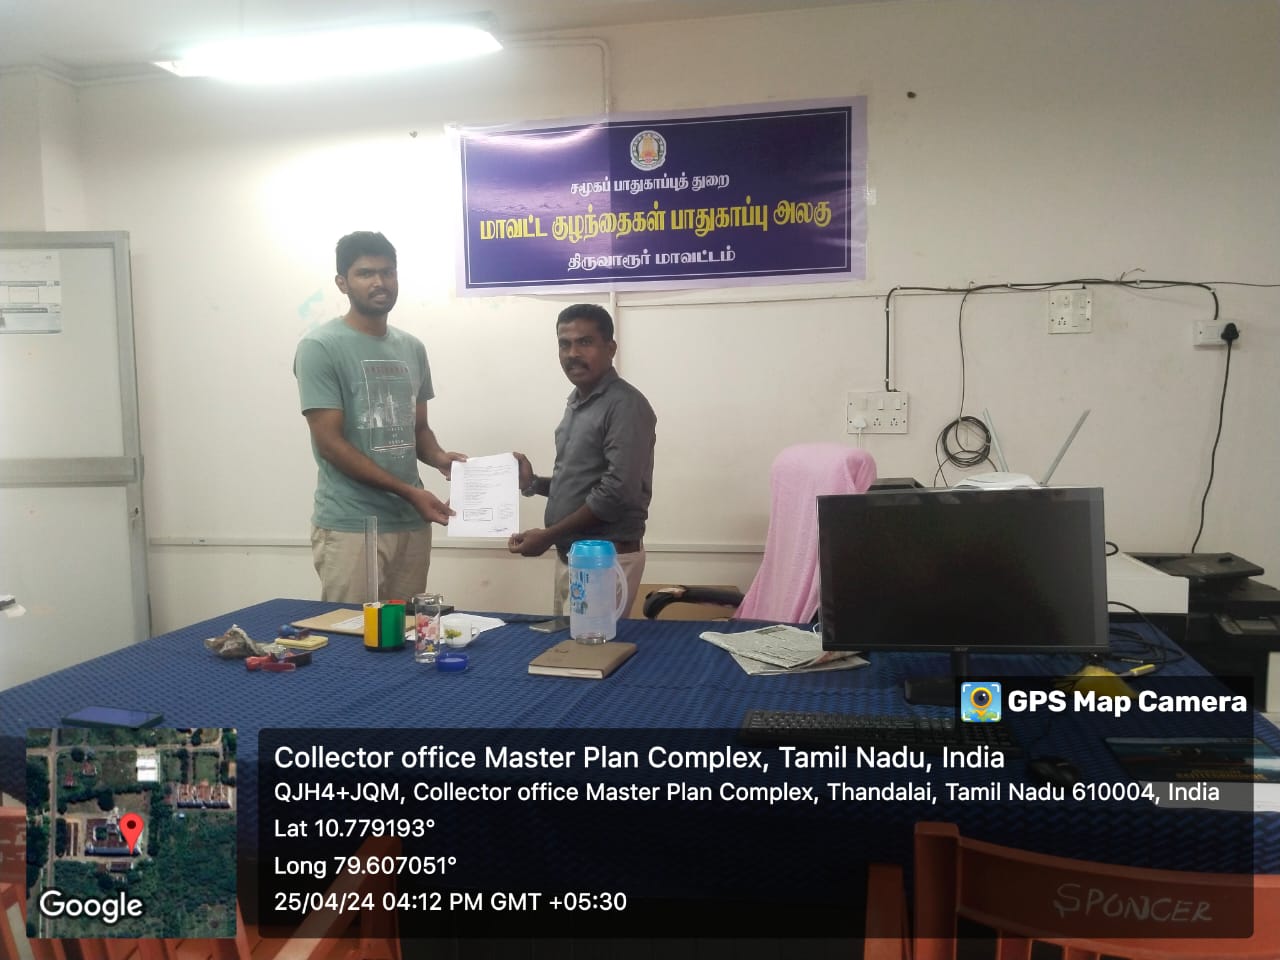 சமூகப் பாதுகாப்புத் துறை
மாவட்ட குழந்தைகள் பாதுகாப்பு அலகு
திருவாரூர் மாவட்டம்
GPS Map Camera
Collector office Master Plan Complex, Tamil Nadu, India
QJH4+JQM, Collector office Master Plan Complex, Thandalai, Tamil Nadu 610004, India
Lat 10.779193°
Long 79.607051°
25/04/24 04:12 PM GMT +05:30
Google
SPONCER